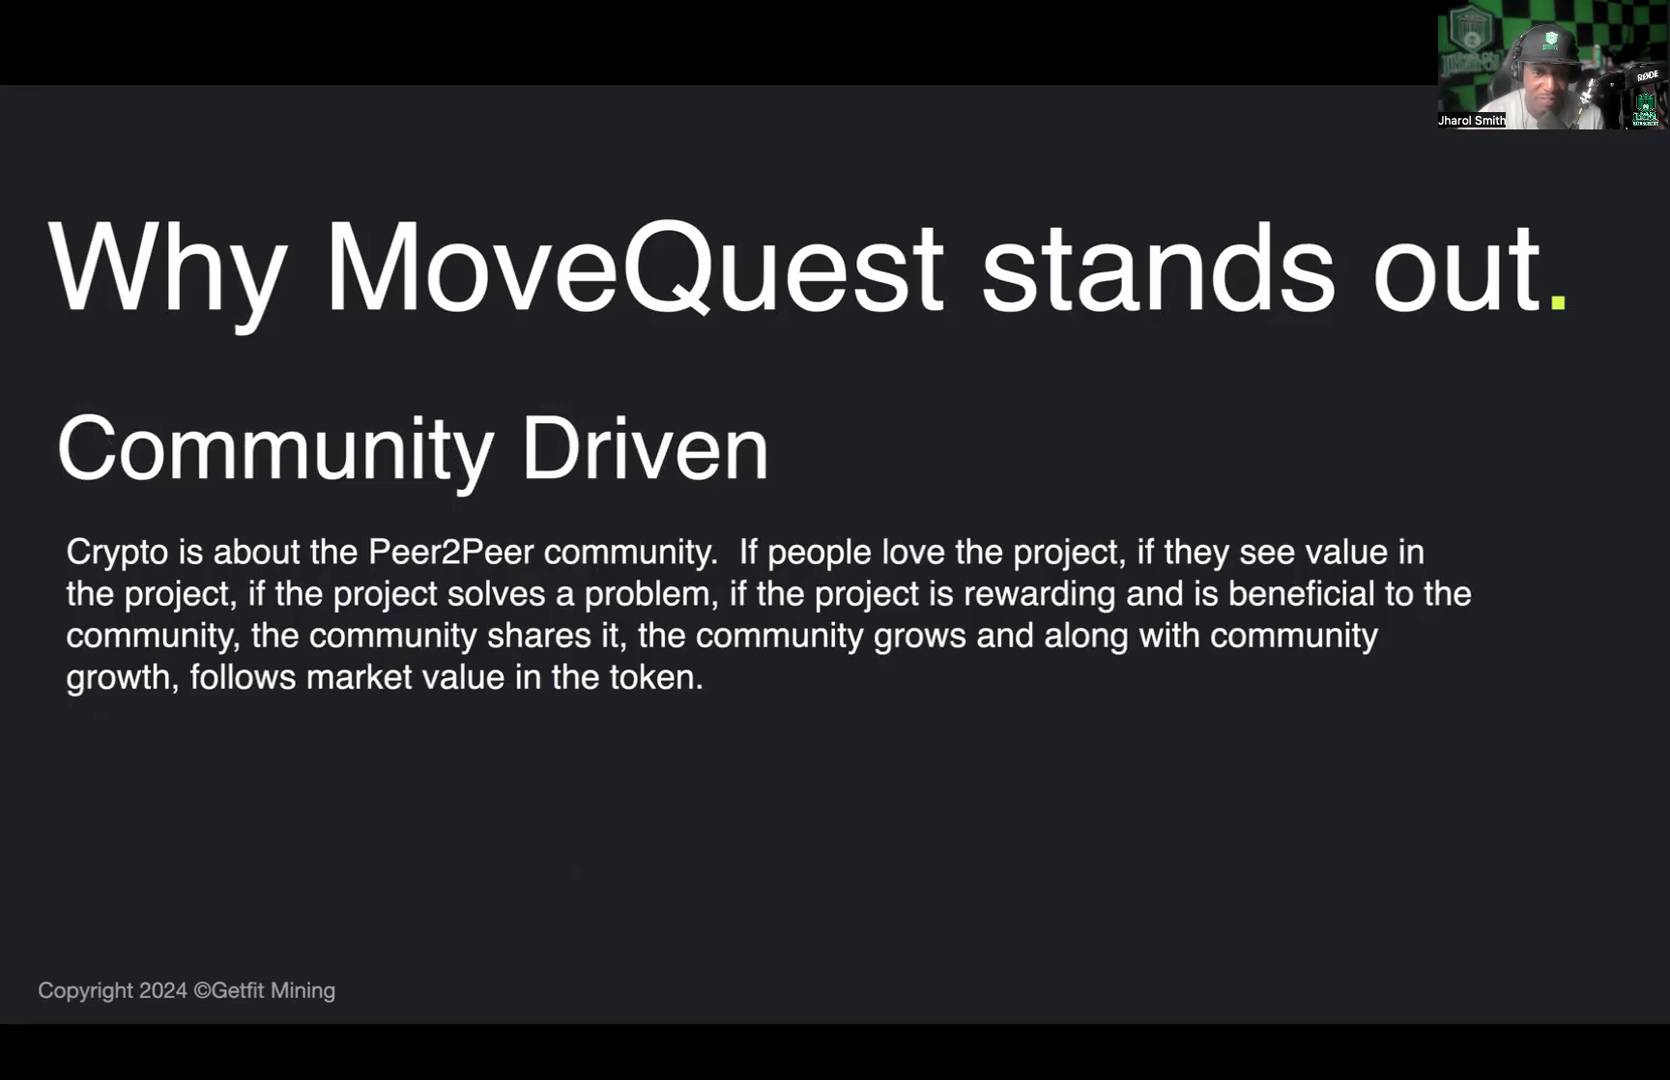 RØDE
Jharol Smith
Why MoveQuest stands out.
Community Driven
Crypto is about the Peer2Peer community.  If people love the project, if they see value in
the project, if the project solves a problem, if the project is rewarding and is beneficial to the
community, the community shares it, the community grows and along with community
growth, follows market value in the token.
Copyright 2024 ©Getfit Mining